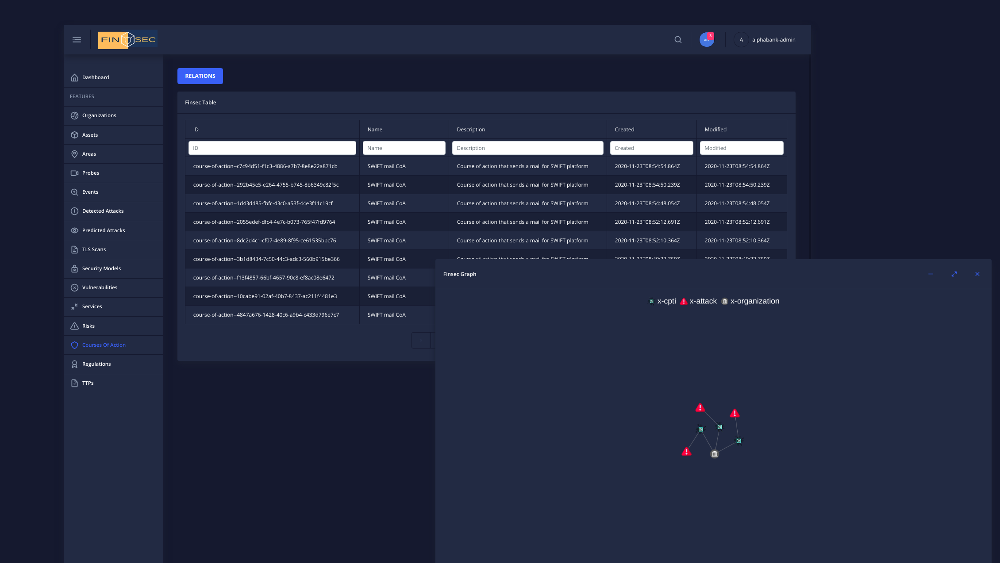 FINSEC
3
A alphabank-admin
Dashboard
FEATURES
Organizations
Assets
Areas
Probes
Events
Detected Attacks
Predicted Attacks
TLS Scans
Security Models
Vulnerabilities
Services
Risks
Courses Of Action
Regulations
TTPs
RELATIONS
Finsec Table
ID Name Description Created Modified
ID Name Description Created Modified
course-of-action--c7c94d51-f1c3-4886-a7b7-8e8e22a871cb SWIFT mail CoA Course of action that sends a mail for SWIFT platform 2020-11-23T08:54:54.864Z 2020-11-23T08:54:54.864Z
course-of-action--292b45e5-e264-4755-b745-8b6349c82f5c SWIFT mail CoA Course of action that sends a mail for SWIFT platform 2020-11-23T08:54:50.239Z 2020-11-23T08:54:50.239Z
course-of-action--1d43d485-fbfc-43c0-a53f-44e3f11c19cf SWIFT mail CoA Course of action that sends a mail for SWIFT platform 2020-11-23T08:54:48.054Z 2020-11-23T08:54:48.054Z
course-of-action--2055edef-dfc4-4e7c-b073-765f47fd9764 SWIFT mail CoA Course of action that sends a mail for SWIFT platform 2020-11-23T08:52:12.691Z 2020-11-23T08:52:12.691Z
course-of-action--8dc2d4c1-cf07-4e89-8f95-ce61535bbc76 SWIFT mail CoA Course of action that sends a mail for SWIFT platform 2020-11-23T08:52:10.364Z 2020-11-23T08:52:10.364Z
course-of-action--3b1d8434-7c50-44c3-adc3-560b915be366 SWIFT mail CoA Course of action that sends a mail for SWIFT platform 2020-11-23T08:49:23.759Z 2020-11-23T08:49:23.759Z
course-of-action--f13f4857-66bf-4657-90c8-ef8ac08e6472 SWIFT mail CoA
course-of-action--10cabe91-02af-40b7-8437-ac211f4481e3 SWIFT mail CoA
course-of-action--4847a676-1428-40c6-a9b4-c433d796e7c7 SWIFT mail CoA
Finsec Graph
x-cpti x-attack x-organization